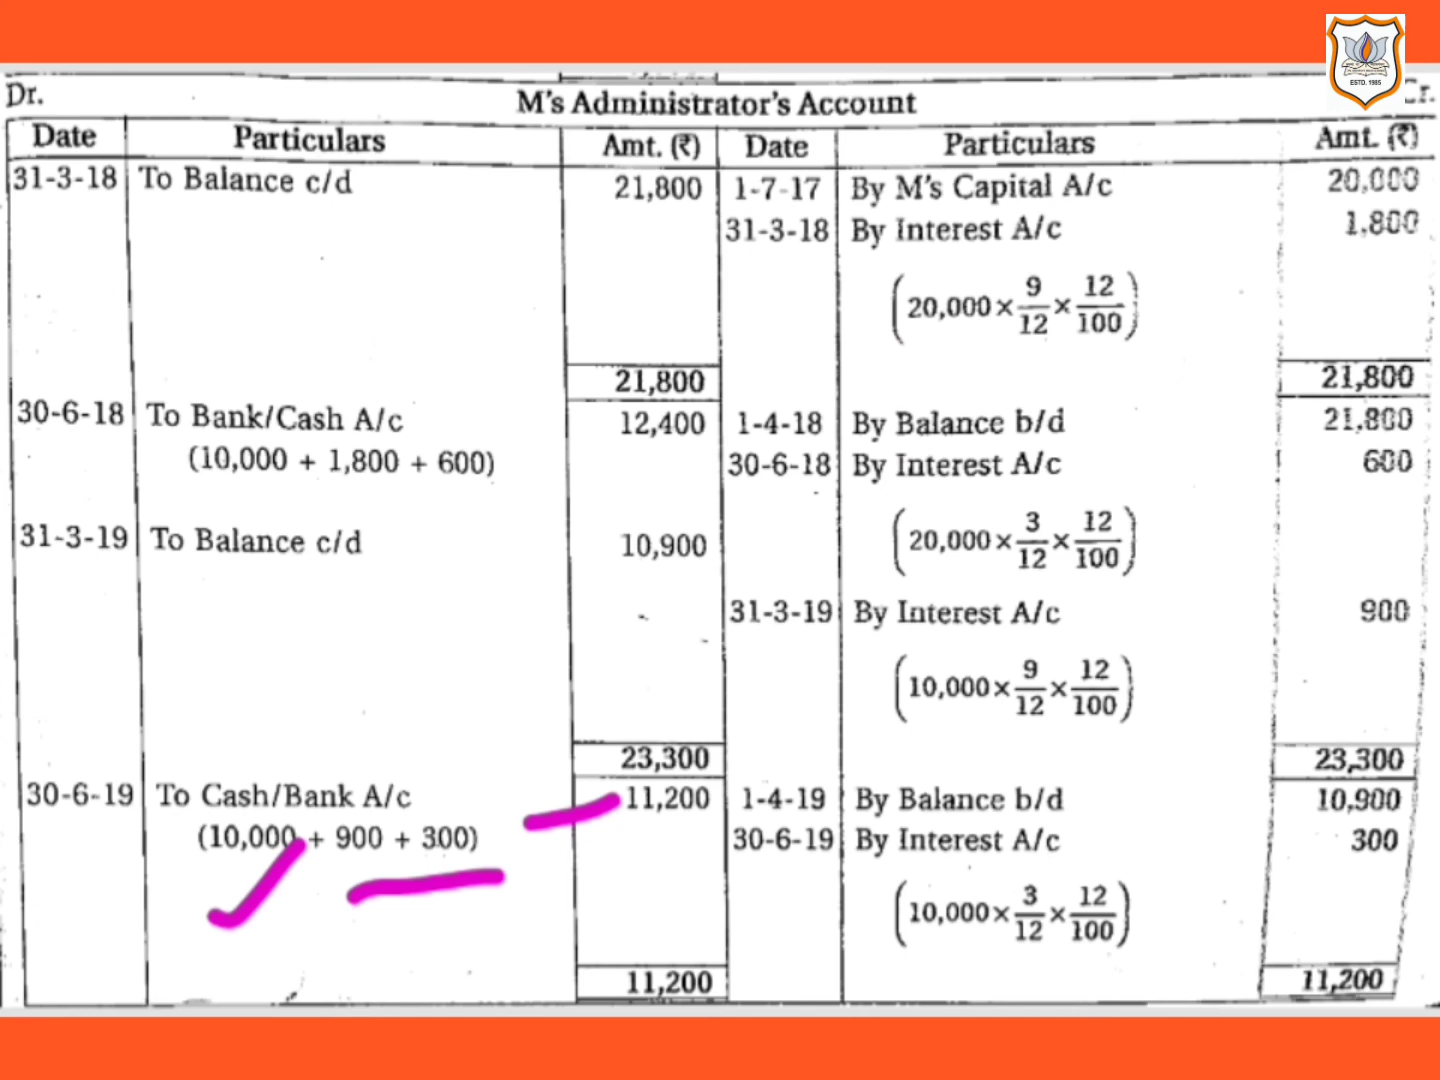 ESTD. 1985
Dr. M's Administrator's Account Cr.
Date Particulars Amt. (₹) Date Particulars Amt. (₹)
31-3-18 To Balance c/d 21,800 1-7-17 By M's Capital A/c 20,000
31-3-18 By Interest A/c 1,800
(20,000 × 9/12 × 12/100)
21,800 21,800
30-6-18 To Bank/Cash A/c 12,400 1-4-18 By Balance b/d 21,800
(10,000 + 1,800 + 600) 30-6-18 By Interest A/c 600
(20,000 × 3/12 × 12/100)
31-3-19 To Balance c/d 10,900
31-3-19 By Interest A/c 900
(10,000 × 9/12 × 12/100)
23,300 23,300
30-6-19 To Cash/Bank A/c 11,200 1-4-19 By Balance b/d 10,900
(10,000 + 900 + 300) 30-6-19 By Interest A/c 300
(10,000 × 3/12 × 12/100)
11,200 11,200